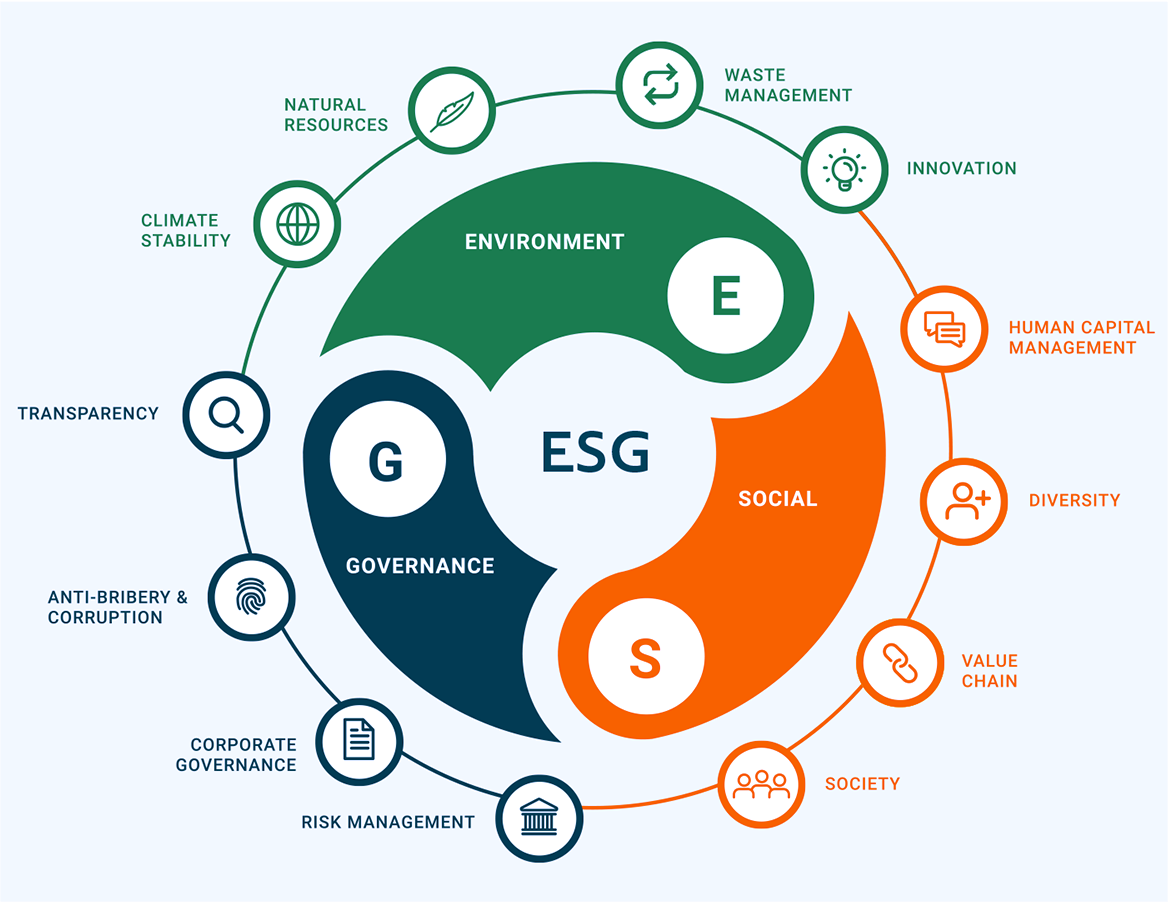 WASTE
MANAGEMENT
NATURAL
RESOURCES
INNOVATION
CLIMATE
STABILITY
ENVIRONMENT
E
HUMAN CAPITAL
MANAGEMENT
TRANSPARENCY
G
ESG
SOCIAL
DIVERSITY
GOVERNANCE
ANTI-BRIBERY &
CORRUPTION
S
VALUE
CHAIN
CORPORATE
GOVERNANCE
SOCIETY
RISK MANAGEMENT